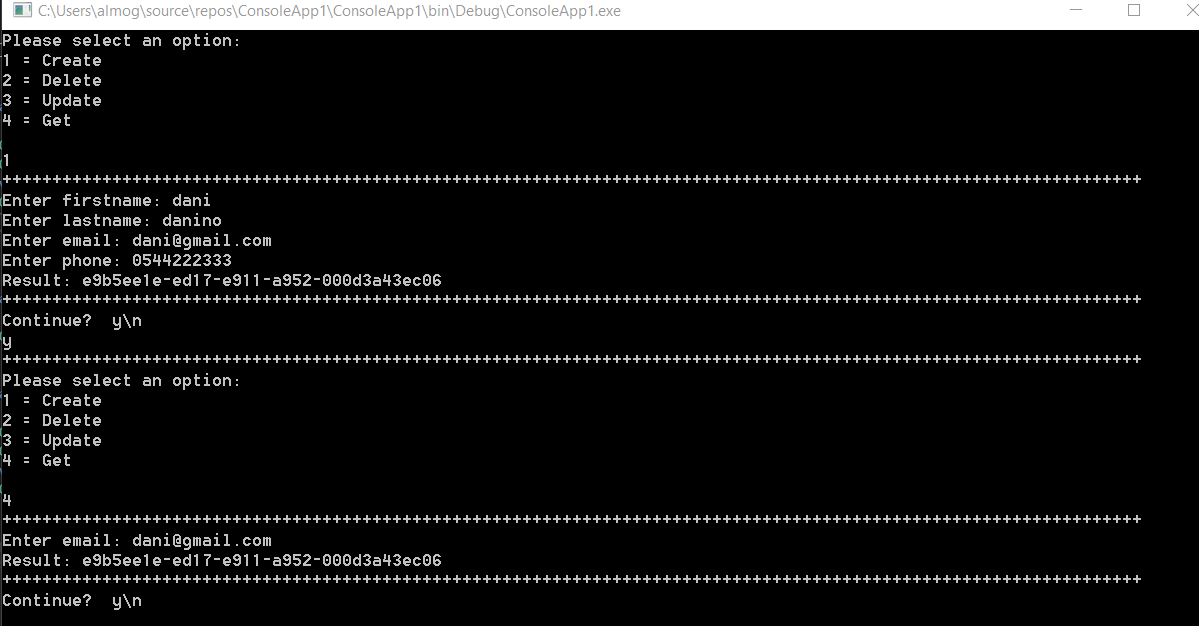 C:\Users\almog\source\repos\ConsoleApp1\ConsoleApp1\bin\Debug\ConsoleApp1.exe
Please select an option:
1 = Create
2 = Delete
3 = Update
4 = Get
1
++++++++++++++++++++++++++++++++++++++++++++++++++++++++++++++++++++++++++++++++++++++++++++++++++++++++++++++++++
Enter firstname: dani
Enter lastname: danino
Enter email: dani@gmail.com
Enter phone: 0544222333
Result: e9b5ee1e-ed17-e911-a952-000d3a43ec06
++++++++++++++++++++++++++++++++++++++++++++++++++++++++++++++++++++++++++++++++++++++++++++++++++++++++++++++++++
Continue?  y\n
y
++++++++++++++++++++++++++++++++++++++++++++++++++++++++++++++++++++++++++++++++++++++++++++++++++++++++++++++++++
Please select an option:
1 = Create
2 = Delete
3 = Update
4 = Get
4
++++++++++++++++++++++++++++++++++++++++++++++++++++++++++++++++++++++++++++++++++++++++++++++++++++++++++++++++++
Enter email: dani@gmail.com
Result: e9b5ee1e-ed17-e911-a952-000d3a43ec06
++++++++++++++++++++++++++++++++++++++++++++++++++++++++++++++++++++++++++++++++++++++++++++++++++++++++++++++++++
Continue?  y\n